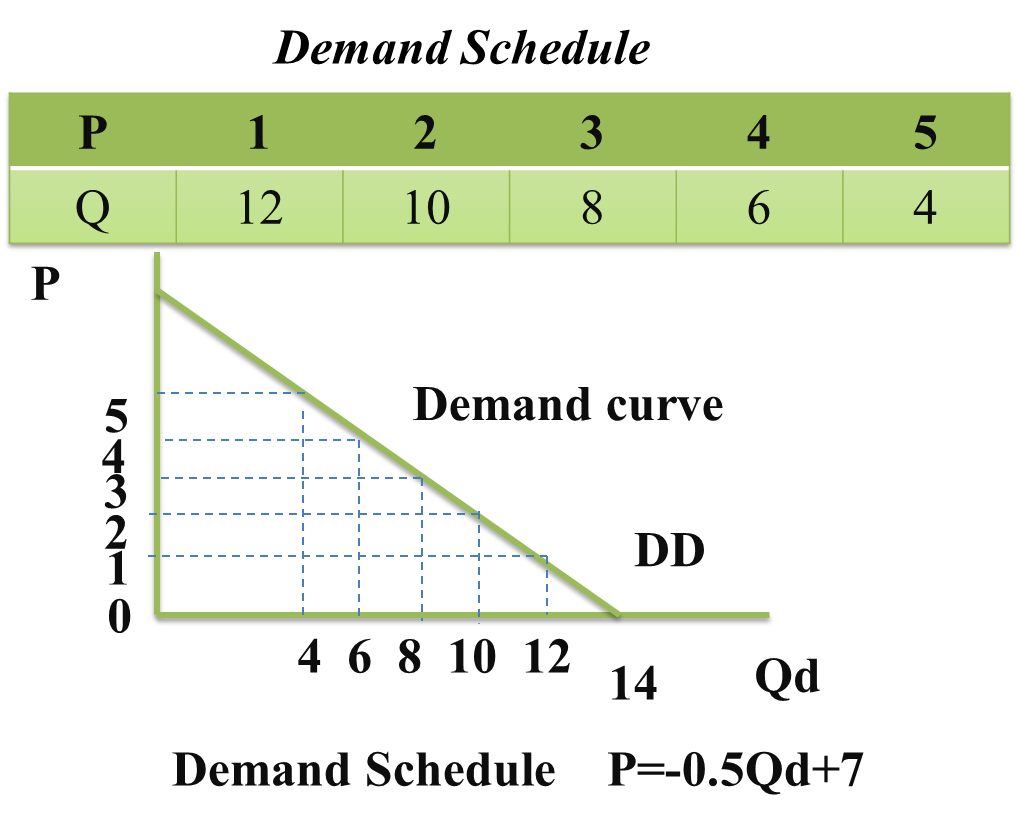 Demand Schedule
P 1 2 3 4 5
Q 12 10 8 6 4
P
5
Demand curve
4
3
2
DD
1
0
4 6 8 10 12
14 Qd
Demand Schedule P=-0.5Qd+7